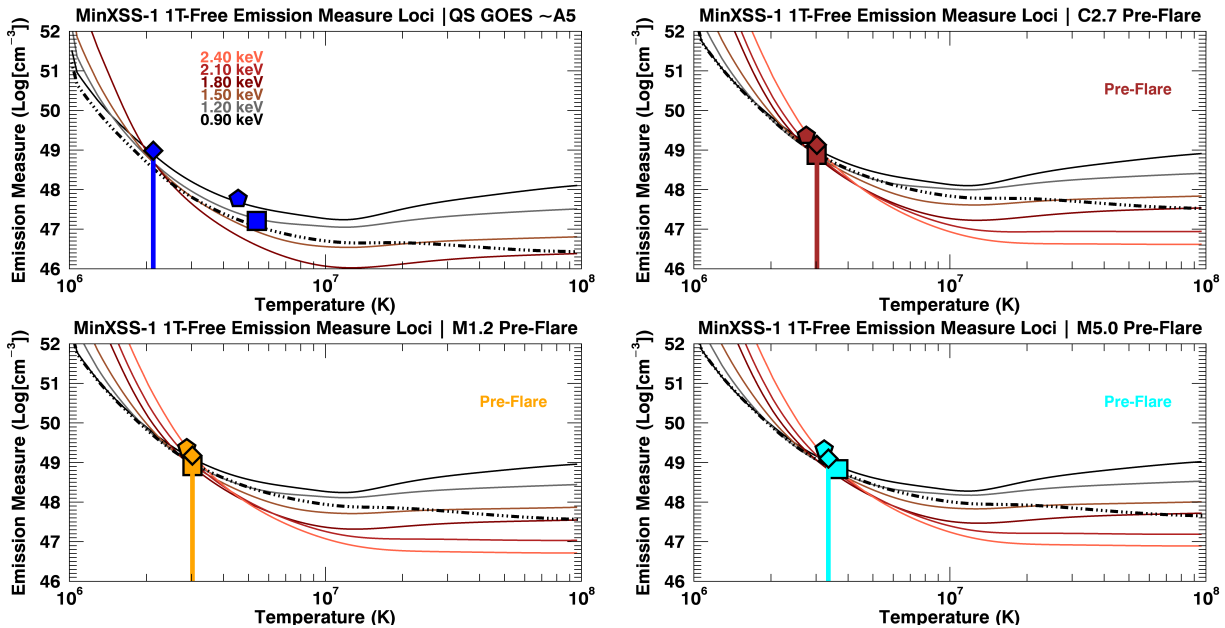 MinXSS-1 1T-Free Emission Measure Loci | QS GOES ~A5
52
51
50
49
48
47
46
Emission Measure (Log[cm⁻³])
2.40 keV
2.10 keV
1.80 keV
1.50 keV
1.20 keV
0.90 keV
10⁶ 10⁷ 10⁸
Temperature (K)
MinXSS-1 1T-Free Emission Measure Loci | C2.7 Pre-Flare
52
51
50
49
48
47
46
Emission Measure (Log[cm⁻³])
Pre-Flare
10⁶ 10⁷ 10⁸
Temperature (K)
MinXSS-1 1T-Free Emission Measure Loci | M1.2 Pre-Flare
52
51
50
49
48
47
46
Emission Measure (Log[cm⁻³])
Pre-Flare
10⁶ 10⁷ 10⁸
Temperature (K)
MinXSS-1 1T-Free Emission Measure Loci | M5.0 Pre-Flare
52
51
50
49
48
47
46
Emission Measure (Log[cm⁻³])
Pre-Flare
10⁶ 10⁷ 10⁸
Temperature (K)